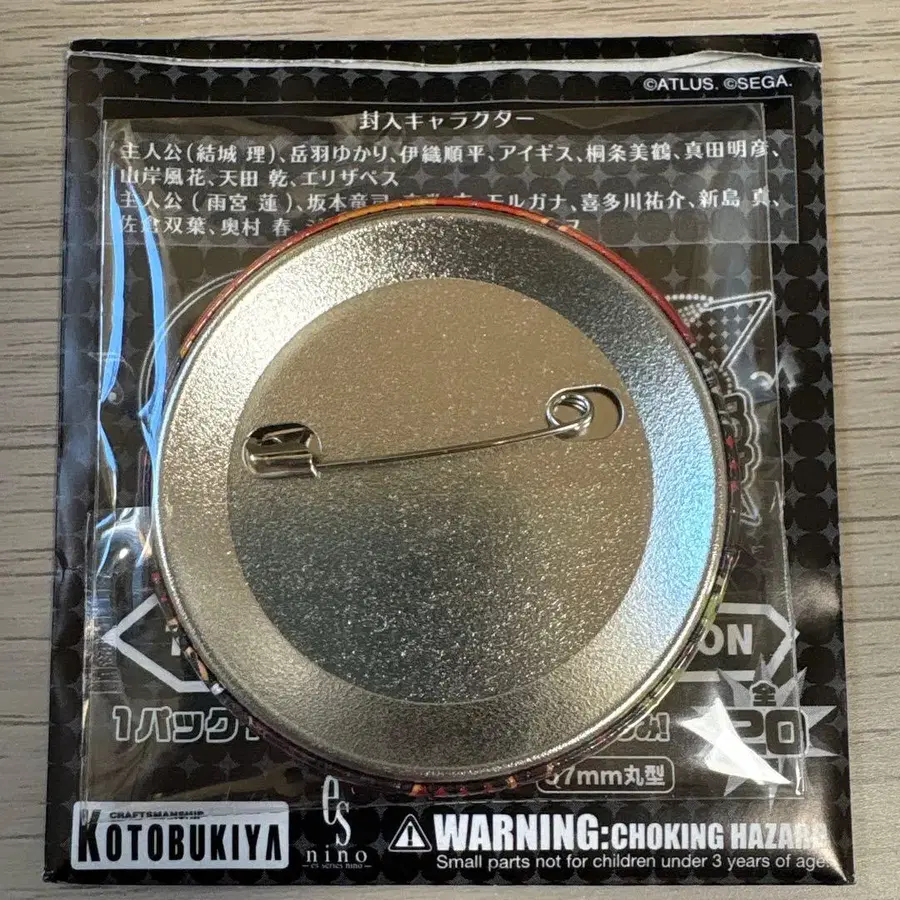 ©ATLUS. ©SEGA.
封入キャラクター
主人公(結城 理)、岳羽ゆかり、伊織順平、アイギス、桐条美鶴、真田明彦、
山岸風花、天田 乾、エリザベス
主人公(雨宮 蓮)、坂本竜司、 モルガナ、喜多川祐介、新島 真、
佐倉双葉、奥村 春、
ON
1パック
み!
全
20
57mm丸型
CRAFTSMANSHIP
KOTOBUKIYA
es
nino
es series nino
WARNING:CHOKING HAZARD
Small parts not for children under 3 years of age.